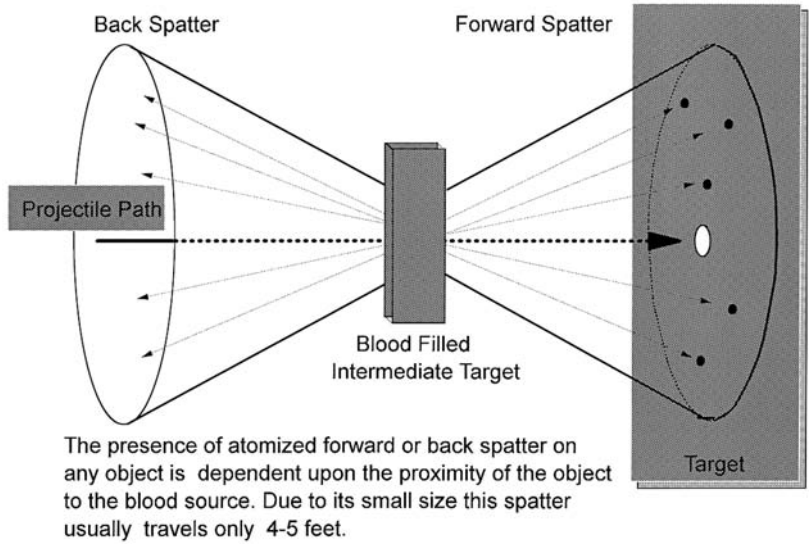 Back Spatter
Forward Spatter
Projectile Path
Blood Filled
Intermediate Target
Target
The presence of atomized forward or back spatter on
any object is dependent upon the proximity of the object
to the blood source. Due to its small size this spatter
usually travels only 4-5 feet.